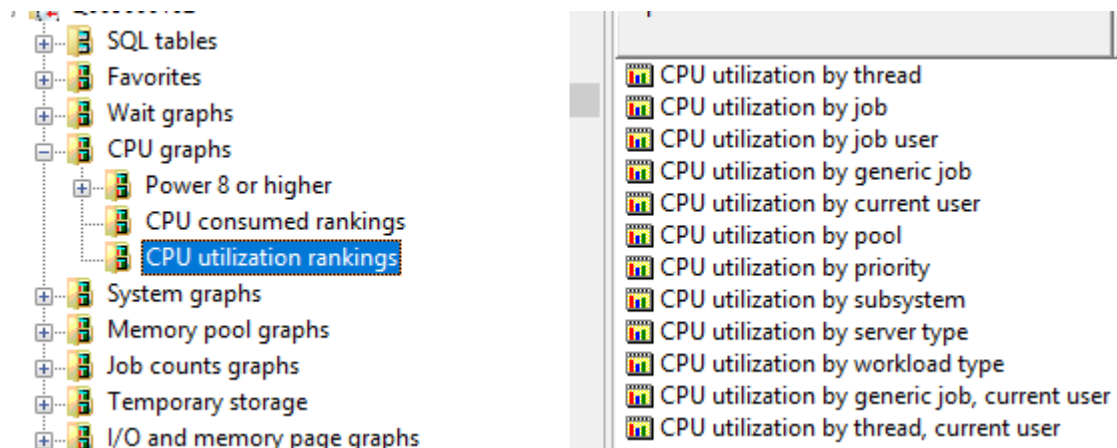 SQL tables
Favorites
Wait graphs
CPU graphs
Power 8 or higher
CPU consumed rankings
CPU utilization rankings
System graphs
Memory pool graphs
Job counts graphs
Temporary storage
I/O and memory page graphs
CPU utilization by thread
CPU utilization by job
CPU utilization by job user
CPU utilization by generic job
CPU utilization by current user
CPU utilization by pool
CPU utilization by priority
CPU utilization by subsystem
CPU utilization by server type
CPU utilization by workload type
CPU utilization by generic job, current user
CPU utilization by thread, current user